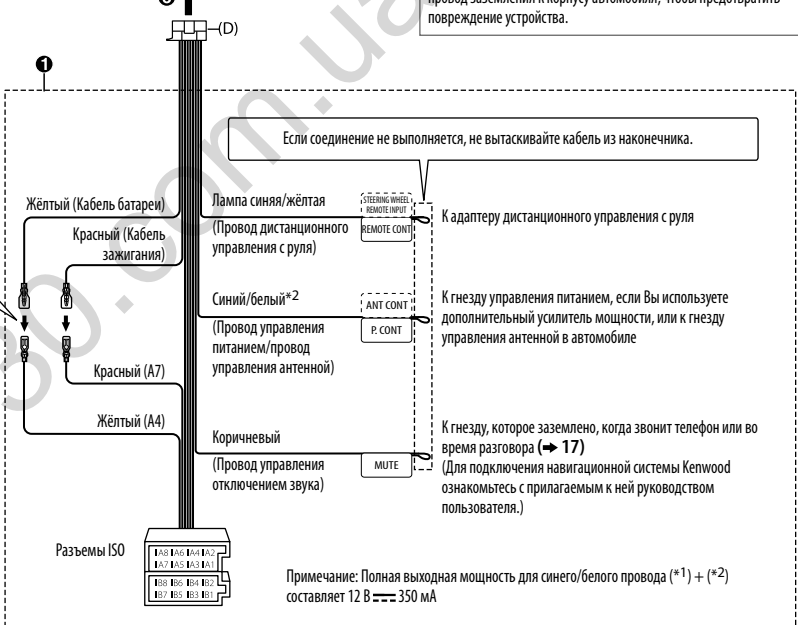 провод заземления к корпусу автомобиля, чтобы предотвратить
повреждение устройства.
(D)
1
Если соединение не выполняется, не вытаскивайте кабель из наконечника.
Жёлтый (Кабель батареи)
Красный (Кабель
зажигания)
Красный (A7)
Жёлтый (A4)
Лампа синяя/жёлтая
(Провод дистанционного
управления с руля)
STEERING WHEEL
REMOTE INPUT
REMOTE CONT
К адаптеру дистанционного управления с руля
Синий/белый*2
(Провод управления
питанием/провод
управления антенной)
ANT CONT
P. CONT
К гнезду управления питанием, если Вы используете
дополнительный усилитель мощности, или к гнезду
управления антенной в автомобиле
Коричневый
(Провод управления
отключением звука)
MUTE
К гнезду, которое заземлено, когда звонит телефон или во
время разговора (➜ 17)
(Для подключения навигационной системы Kenwood
ознакомьтесь с прилагаемым к ней руководством
пользователя.)
Разъемы ISO
A8 A6 A4 A2
A7 A5 A3 A1
B8 B6 B4 B2
B7 B5 B3 B1
Примечание: Полная выходная мощность для синего/белого провода (*1) + (*2)
составляет 12 В ⎓ 350 мА
30.com.ua